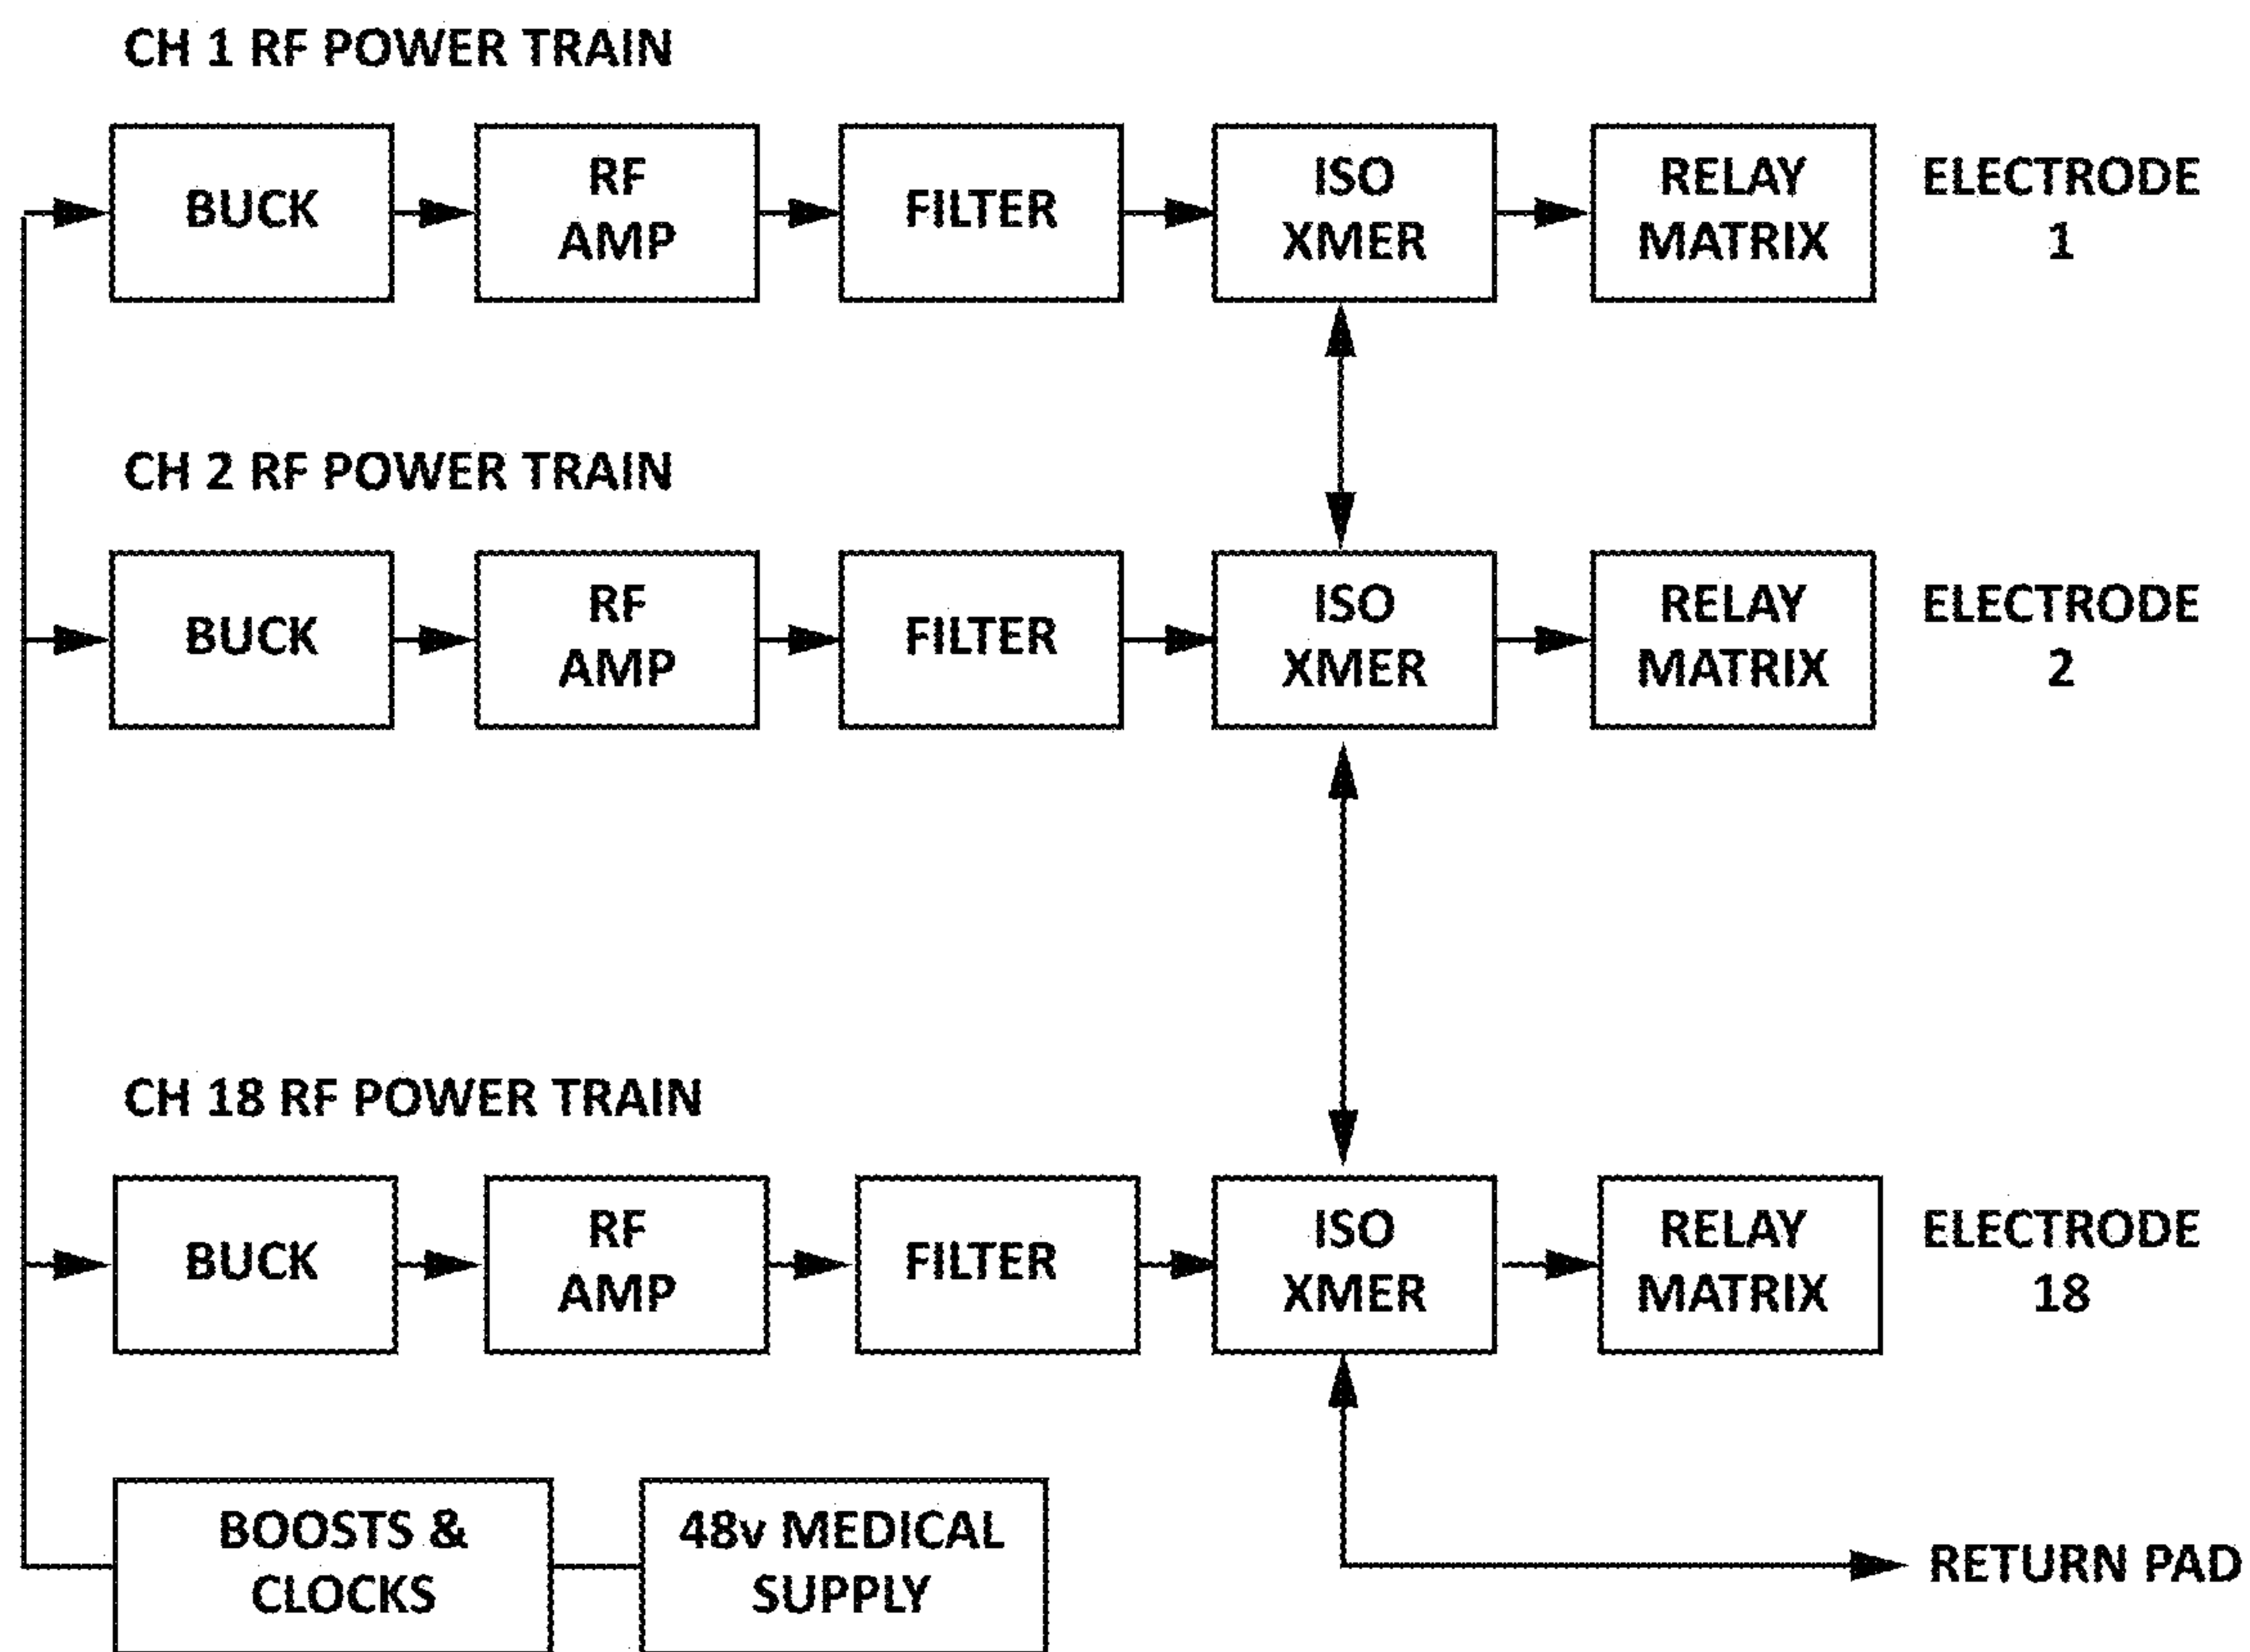 CH 1 RF POWER TRAIN
BUCK
RF
AMP
FILTER
ISO
XMER
RELAY
MATRIX
ELECTRODE
1
CH 2 RF POWER TRAIN
BUCK
RF
AMP
FILTER
ISO
XMER
RELAY
MATRIX
ELECTRODE
2
CH 18 RF POWER TRAIN
BUCK
RF
AMP
FILTER
ISO
XMER
RELAY
MATRIX
ELECTRODE
18
BOOSTS &
CLOCKS
48v MEDICAL
SUPPLY
RETURN PAD